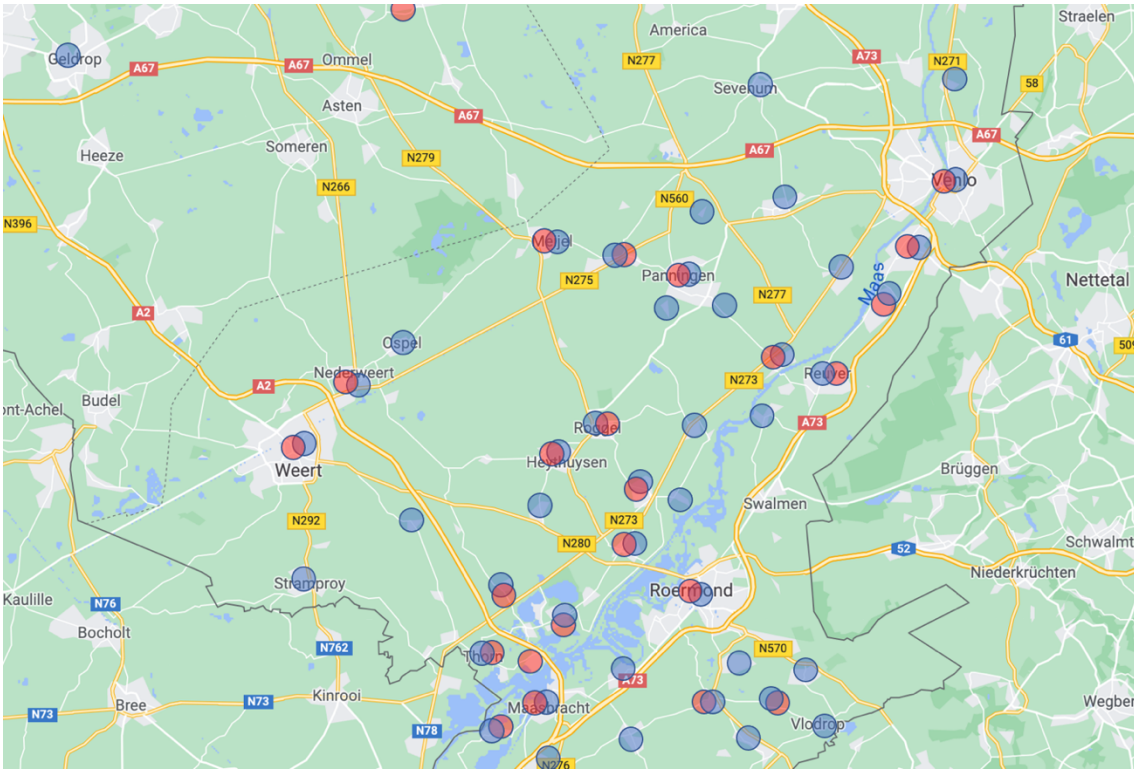 Straelen
America
A73
N277
N271
Geldrop
A67
A67
Ommel
58
Sevenum
Asten
A67
A67
Someren
A67
Heeze
N279
N266
N560
Venlo
N396
Meijel
Panningen
N275
Maas
Nettetal
N277
A2
61
Ospel
509
Nederweert
Reuver
N273
A2
ont-Achel
Budel
A73
Roggel
Heythuysen
Weert
Brüggen
Swalmen
N292
N273
N280
52
Schwalmt
Niederkrüchten
Stramproy
Roermond
Kaulille
N76
Bocholt
N762
N570
Thorn
A73
Kinrooi
N73
Bree
N73
Maasbracht
Wegber
N78
Vlodrop
N276